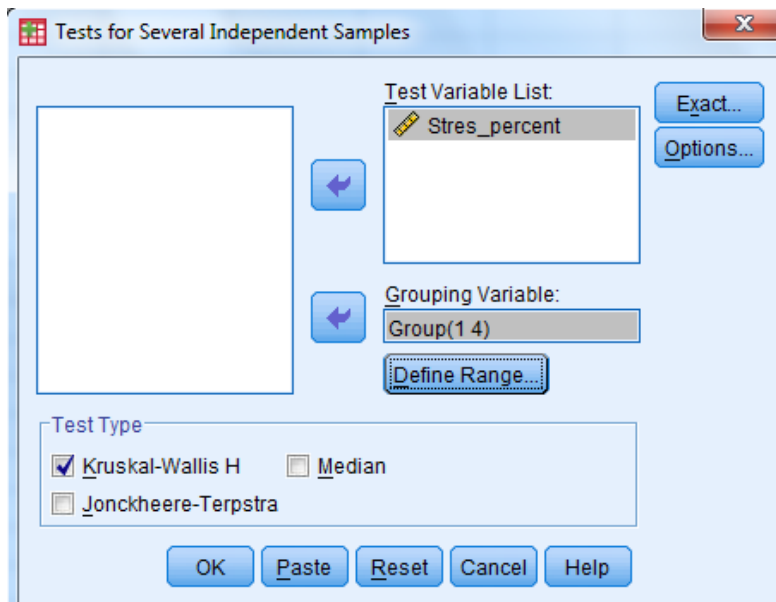 Tests for Several Independent Samples
X
Test Variable List:
Stres_percent
Exact...
Options...
Grouping Variable:
Group(1 4)
Define Range...
Test Type
Kruskal-Wallis H
Median
Jonckheere-Terpstra
OK
Paste
Reset
Cancel
Help